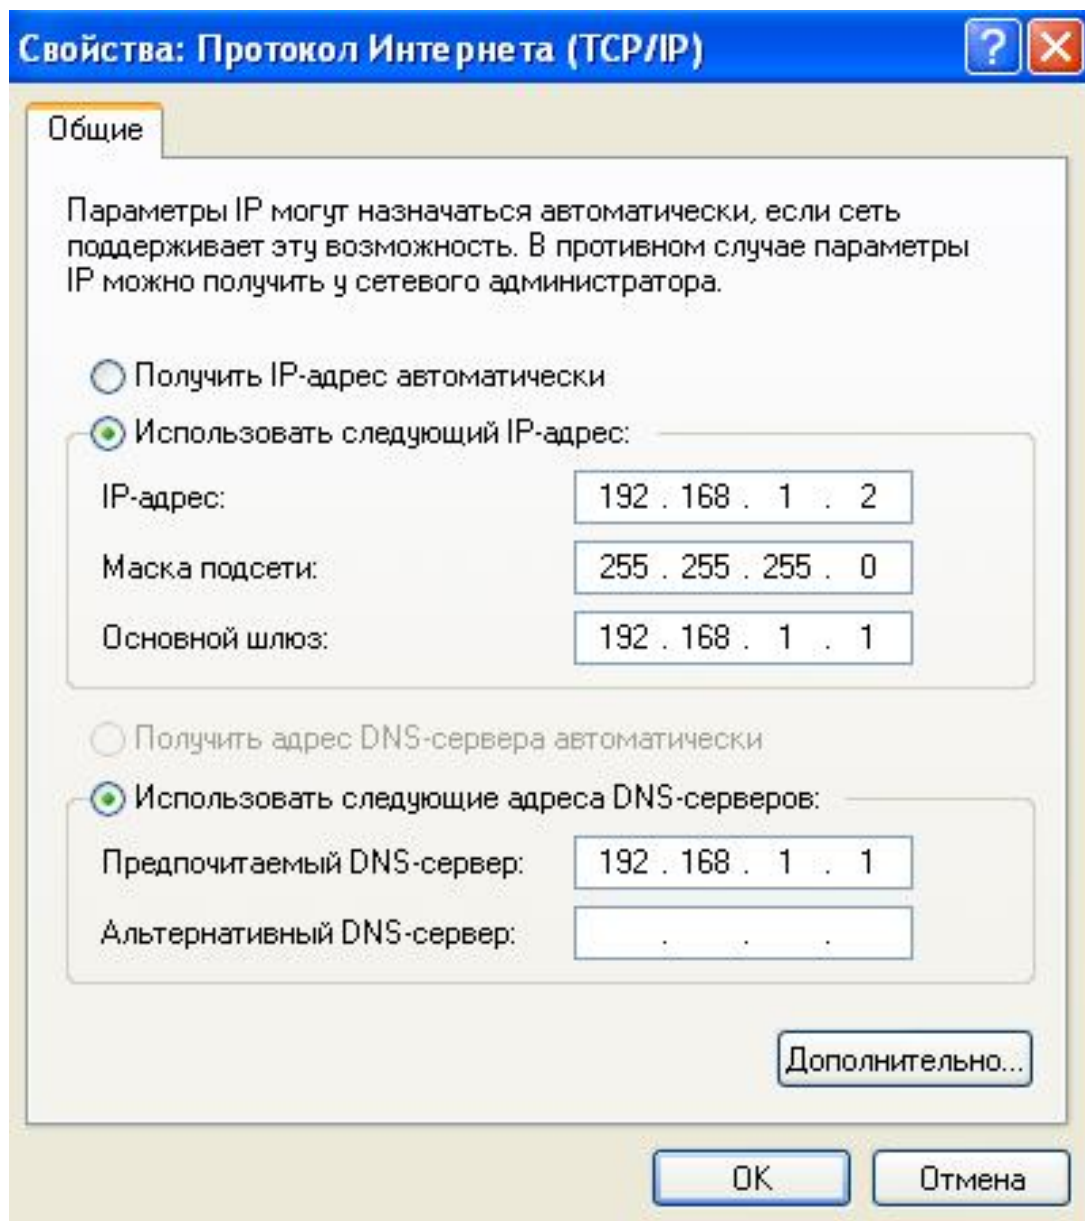 Свойства: Протокол Интернета (TCP/IP)
Общие
Параметры IP могут назначаться автоматически, если сеть
поддерживает эту возможность. В противном случае параметры
IP можно получить у сетевого администратора.
Получить IP-адрес автоматически
Использовать следующий IP-адрес:
IP-адрес: 192 . 168 . 1 . 2
Маска подсети: 255 . 255 . 255 . 0
Основной шлюз: 192 . 168 . 1 . 1
Получить адрес DNS-сервера автоматически
Использовать следующие адреса DNS-серверов:
Предпочитаемый DNS-сервер: 192 . 168 . 1 . 1
Альтернативный DNS-сервер: . . .
Дополнительно...
OK Отмена